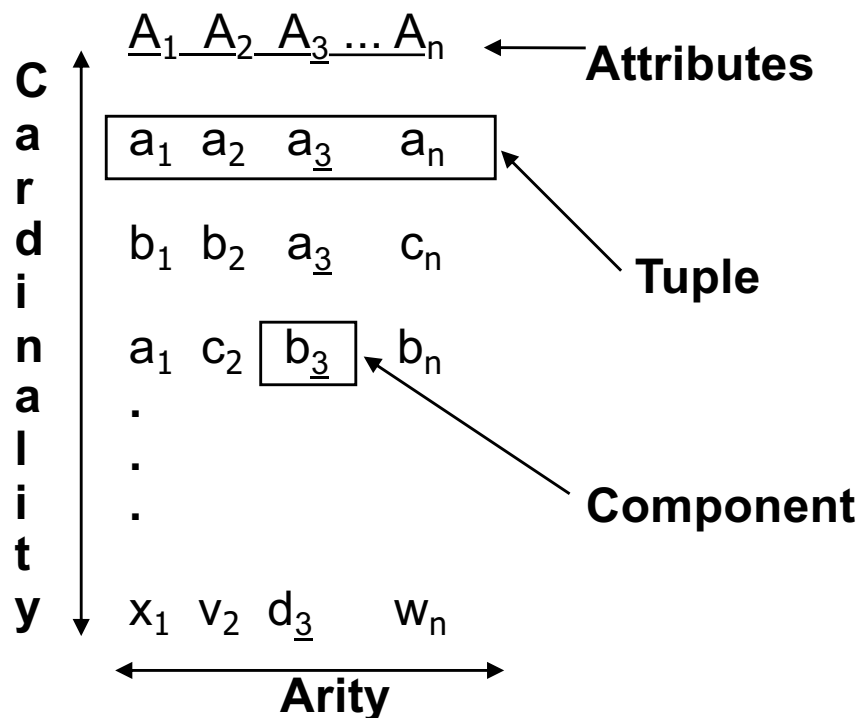 A₁ A₂ A₃ ... Aₙ
Attributes
Cardinality
a₁ a₂ a₃ aₙ
b₁ b₂ a₃ cₙ
Tuple
a₁ c₂ b₃ bₙ
.
.
.
Component
x₁ v₂ d₃ wₙ
Arity